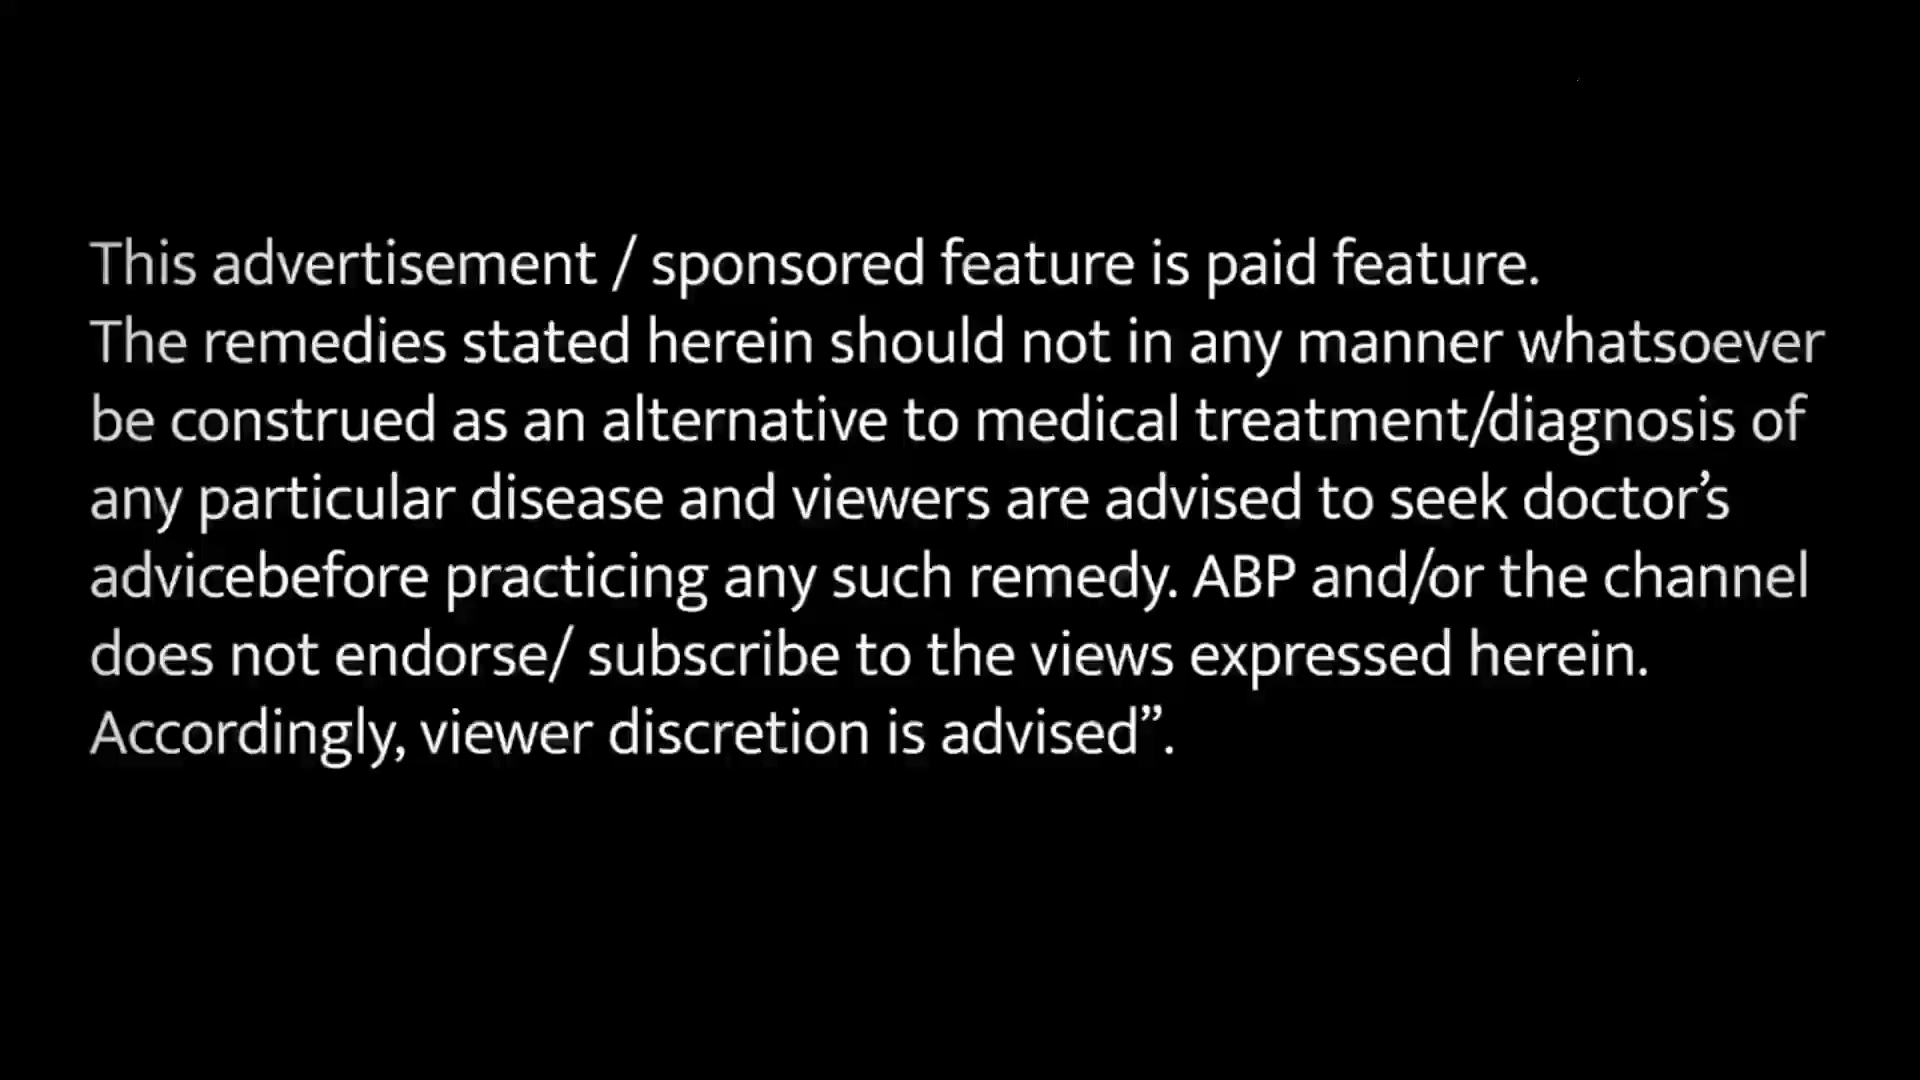 This advertisement / sponsored feature is paid feature.
The remedies stated herein should not in any manner whatsoever
be construed as an alternative to medical treatment/diagnosis of
any particular disease and viewers are advised to seek doctor’s
advicebefore practicing any such remedy. ABP and/or the channel
does not endorse/ subscribe to the views expressed herein.
Accordingly, viewer discretion is advised”.